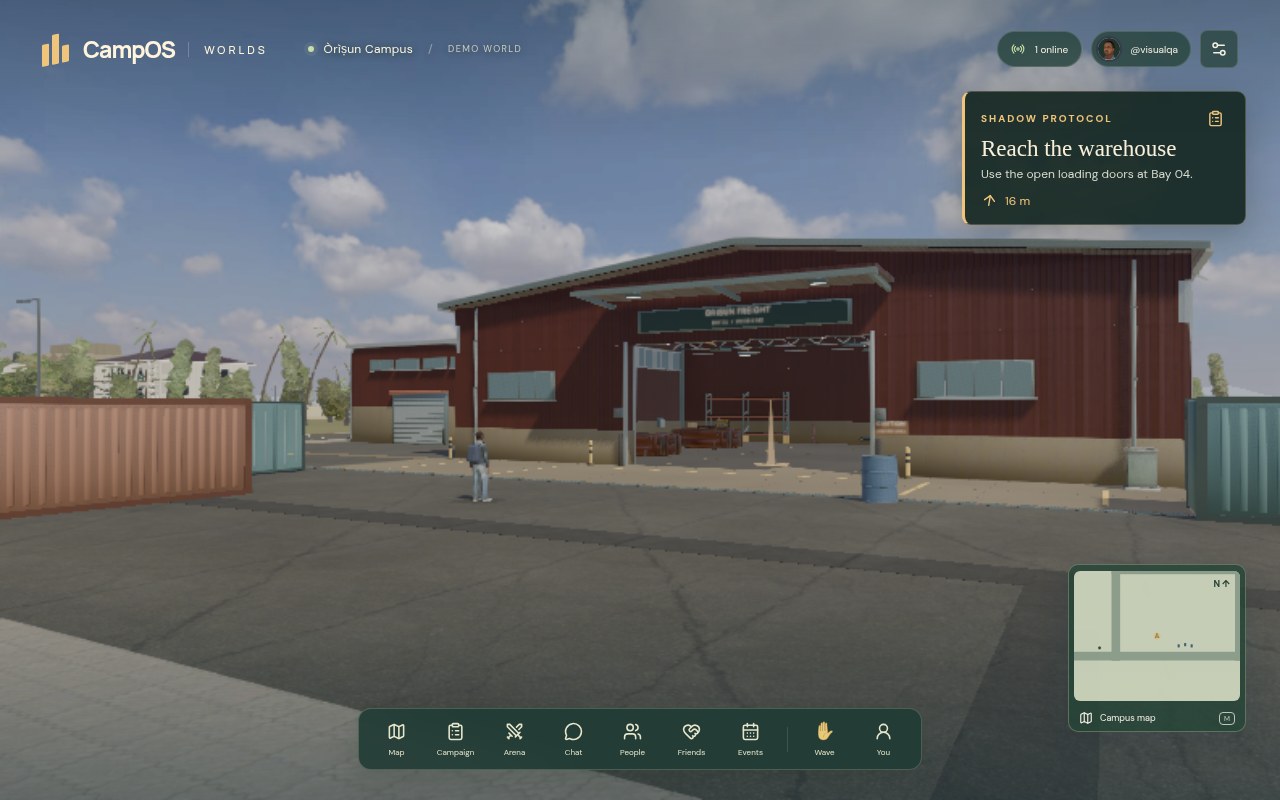 CampOS
WORLDS
Òrìṣun Campus / DEMO WORLD
1 online
@visualqa
SHADOW PROTOCOL
Reach the warehouse
Use the open loading doors at Bay 04.
16 m
FREIGHT
N
Campus map
M
Map
Campaign
Arena
Chat
People
Friends
Events
Wave
You